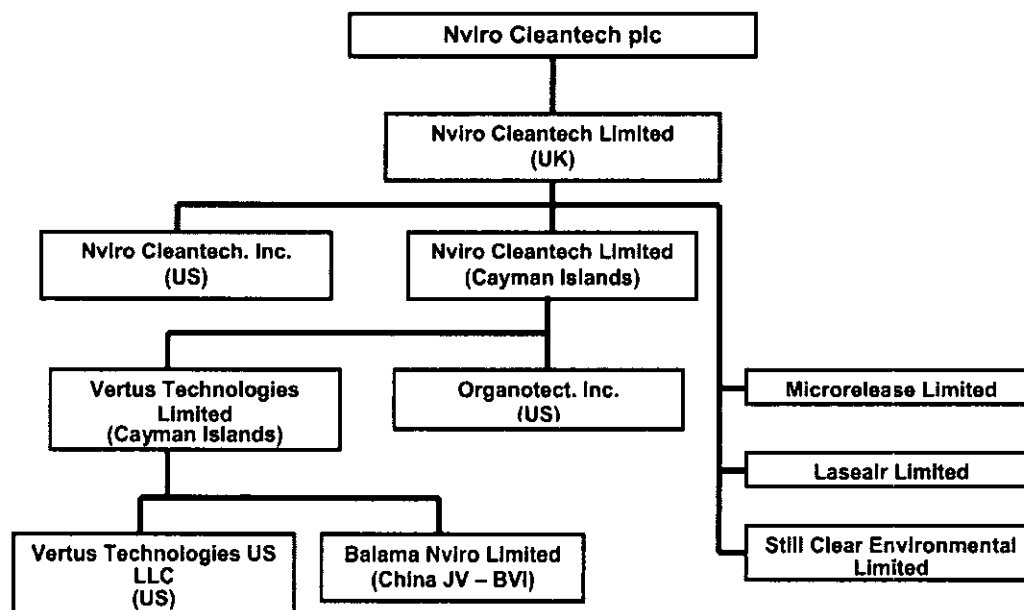 Nviro Cleantech plc
Nviro Cleantech Limited
(UK)
Nviro Cleantech. Inc.
(US)
Nviro Cleantech Limited
(Cayman Islands)
Vertus Technologies
Limited
(Cayman Islands)
Organotect. Inc.
(US)
Microrelease Limited
Laseair Limited
Vertus Technologies US
LLC
(US)
Balama Nviro Limited
(China JV – BVI)
Still Clear Environmental
Limited